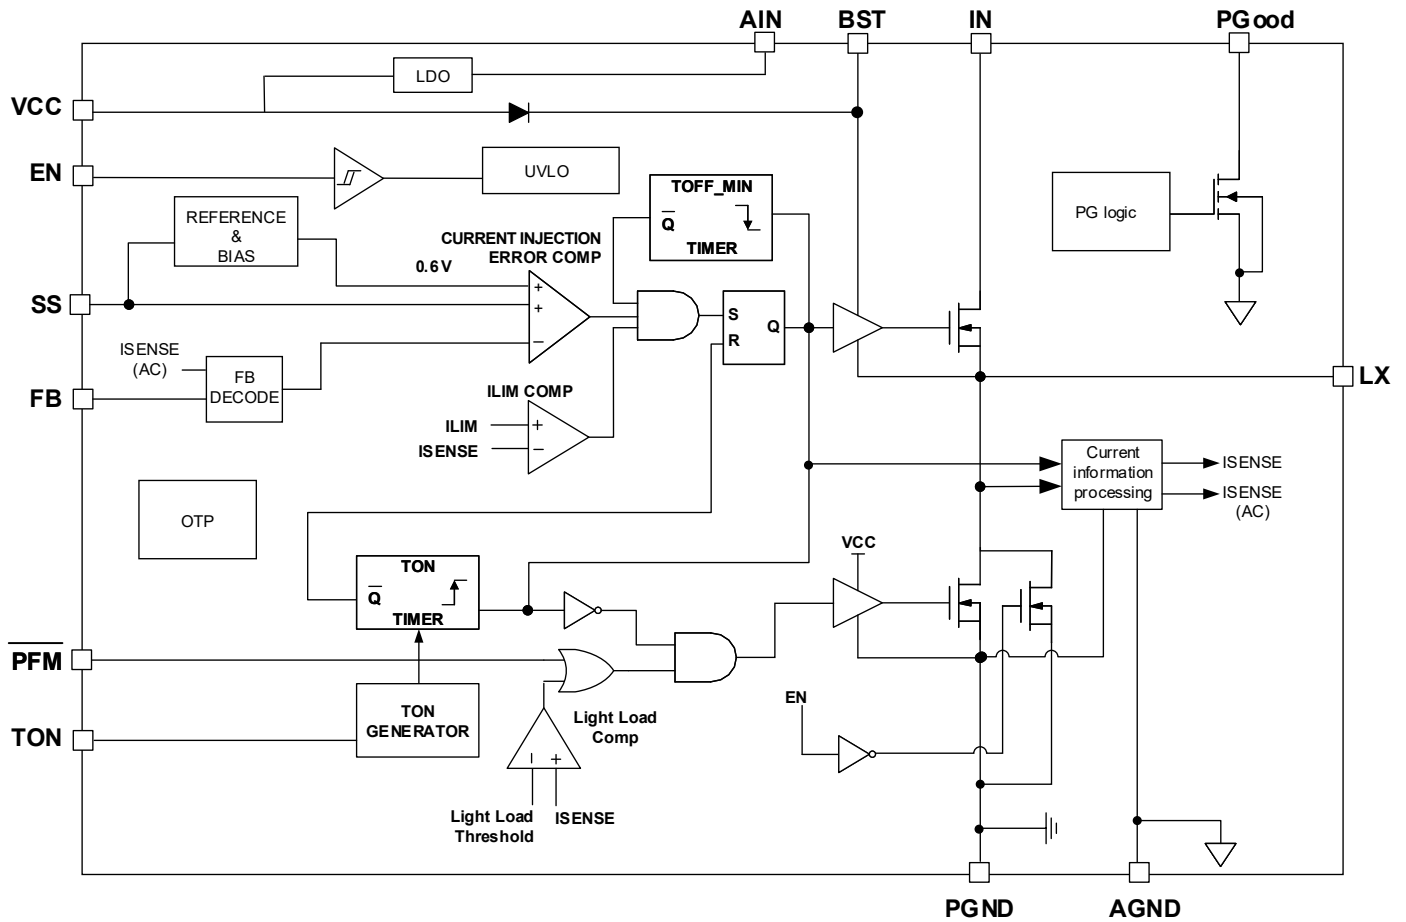 AIN
BST
IN
PGood
VCC
LDO
EN
UVLO
TOFF_MIN
Q
TIMER
PG logic
REFERENCE
&
BIAS
CURRENT INJECTION
ERROR COMP
0.6V
+
+
−
SS
S
R
Q
ISENSE
(AC)
FB
DECODE
FB
ILIM COMP
ILIM
+
ISENSE
−
LX
Current
information
processing
ISENSE
ISENSE
(AC)
OTP
TON
Q
TIMER
VCC
PFM
TON
GENERATOR
TON
Light Load
Comp
− +
Light Load
Threshold
ISENSE
EN
PGND
AGND